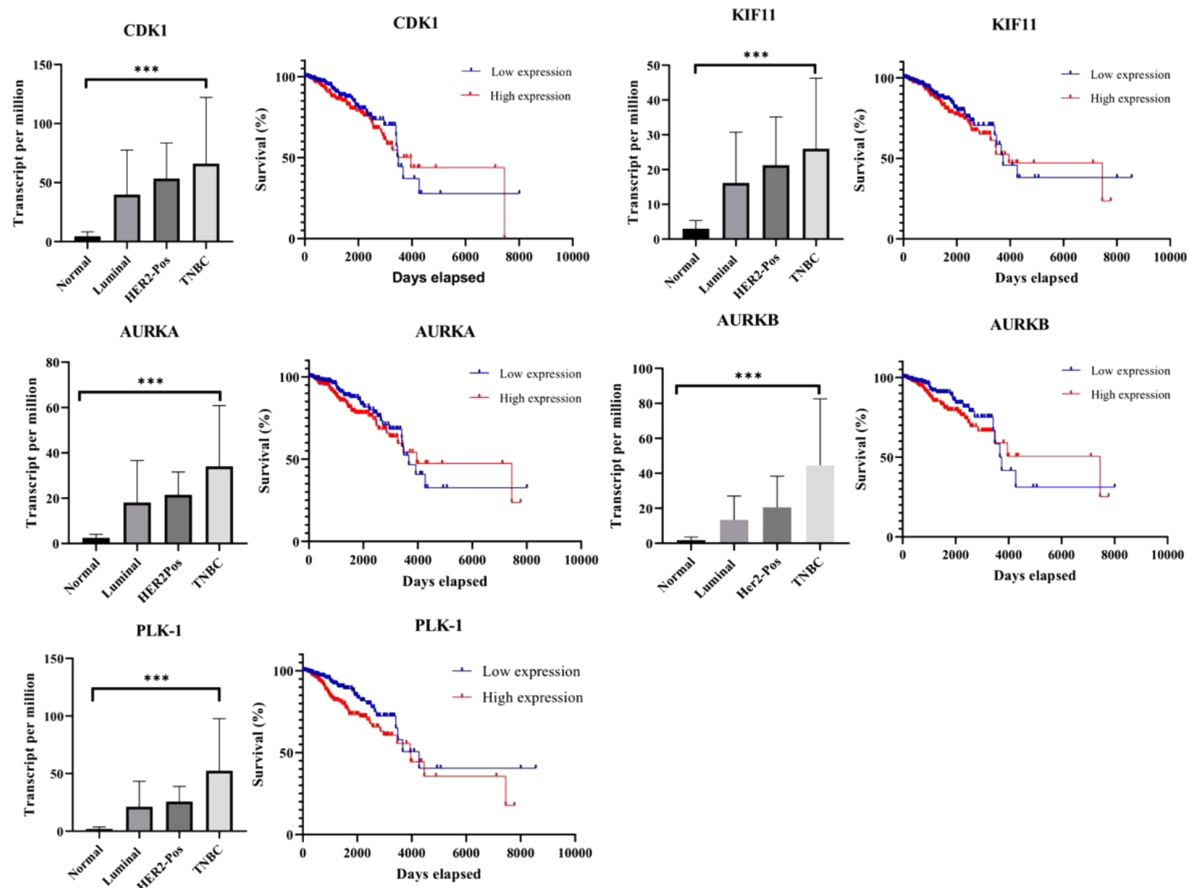 CDK1
Transcript per million
150
100
50
0
***
Normal
Luminal
HER2-Pos
TNBC
CDK1
Survival (%)
100
50
0
Low expression
High expression
0 2000 4000 6000 8000 10000
Days elapsed
KIF11
Transcript per million
50
40
30
20
10
0
***
Normal
Luminal
HER2-Pos
TNBC
KIF11
Survival (%)
100
50
0
Low expression
High expression
0 2000 4000 6000 8000 10000
Days elapsed
AURKA
Transcript per million
80
60
40
20
0
***
Normal
Luminal
HER2Pos
TNBC
AURKA
Survival (%)
100
50
0
Low expression
High expression
0 2000 4000 6000 8000 10000
Days elapsed
AURKB
Transcript per million
100
80
60
40
20
0
***
Normal
Luminal
Her2-Pos
TNBC
AURKB
Survival (%)
100
50
0
Low expression
High expression
0 2000 4000 6000 8000 10000
Days elapsed
PLK-1
Transcript per million
150
100
50
0
***
Normal
Luminal
HER2-Pos
TNBC
PLK-1
Survival (%)
100
50
0
Low expression
High expression
0 2000 4000 6000 8000 10000
Days elapsed